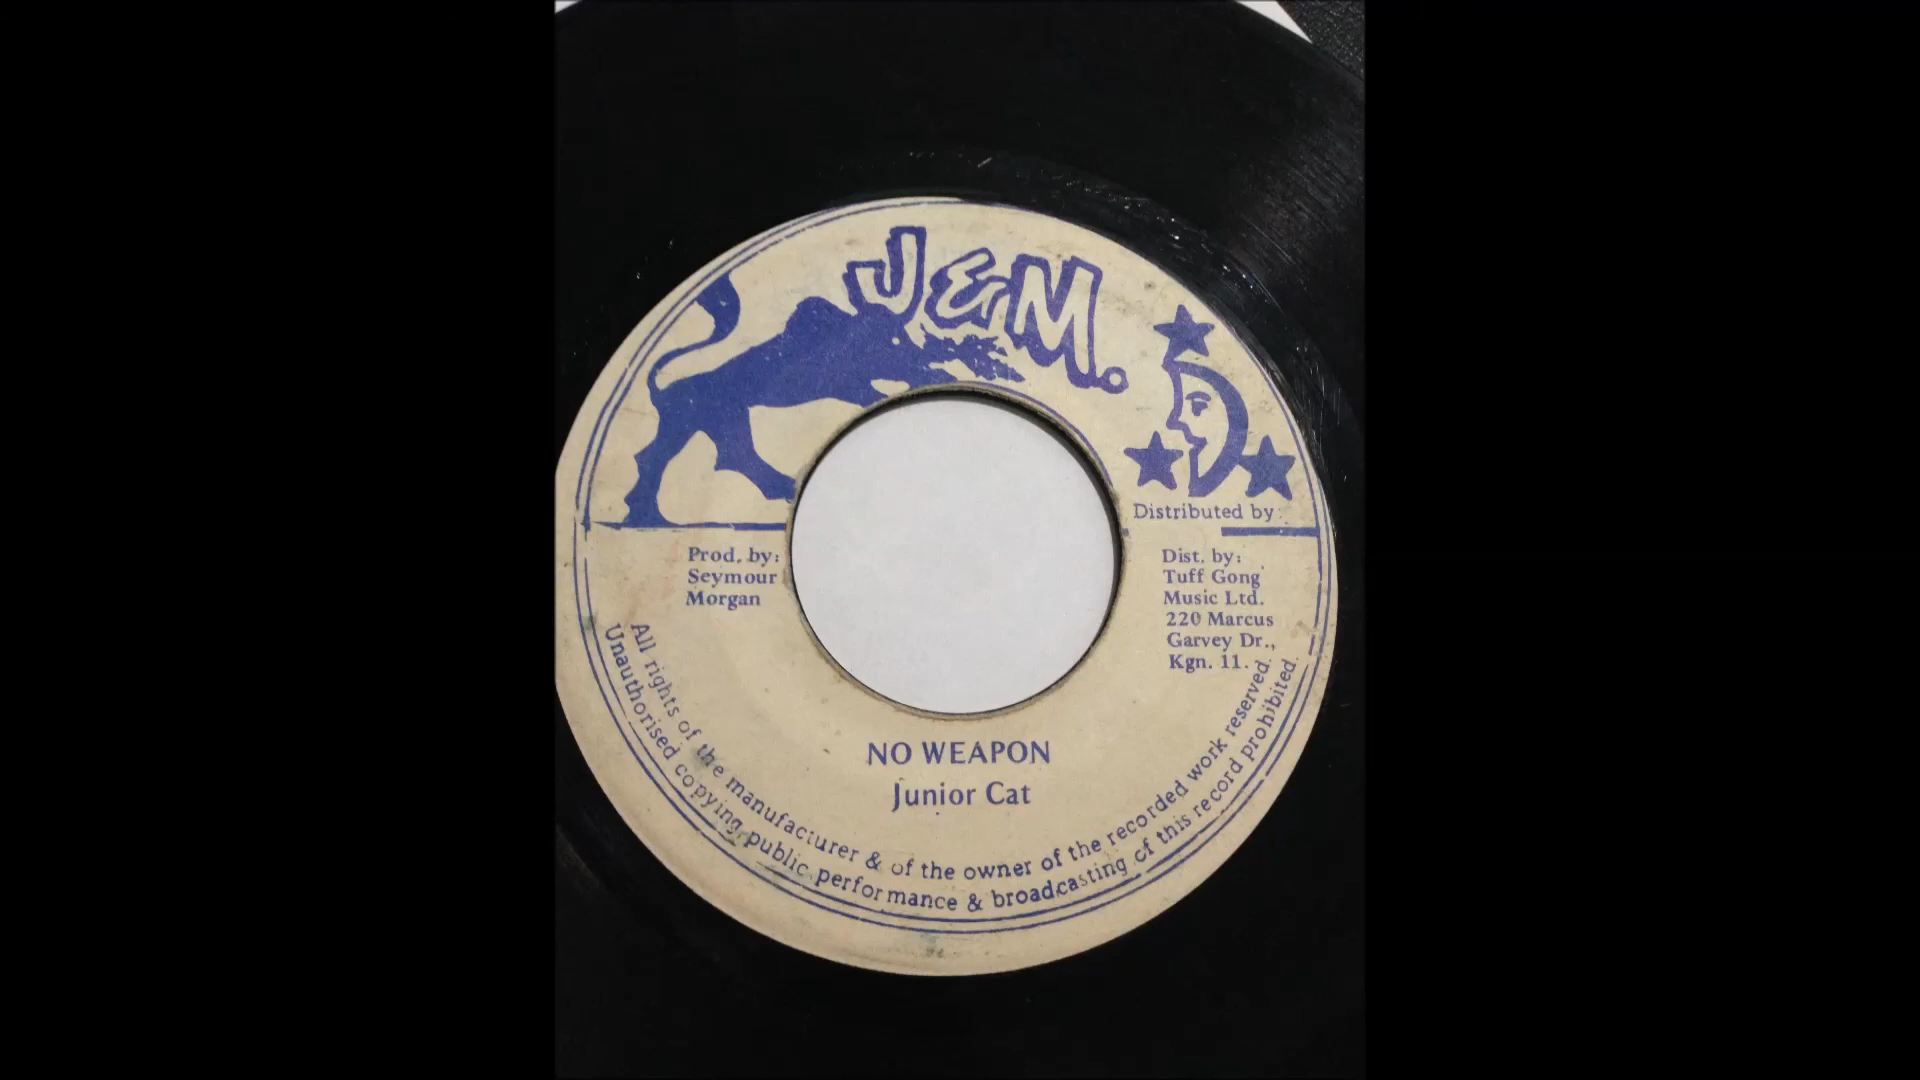 J&M.
Distributed by:
Prod. by:
Seymour
Morgan
Dist. by:
Tuff Gong
Music Ltd.
220 Marcus
Garvey Dr.,
Kgn. 11.
NO WEAPON
Junior Cat
All rights of the manufacturer & of the owner of the recorded work reserved.
Unauthorised copying, public performance & broadcasting of this record prohibited.